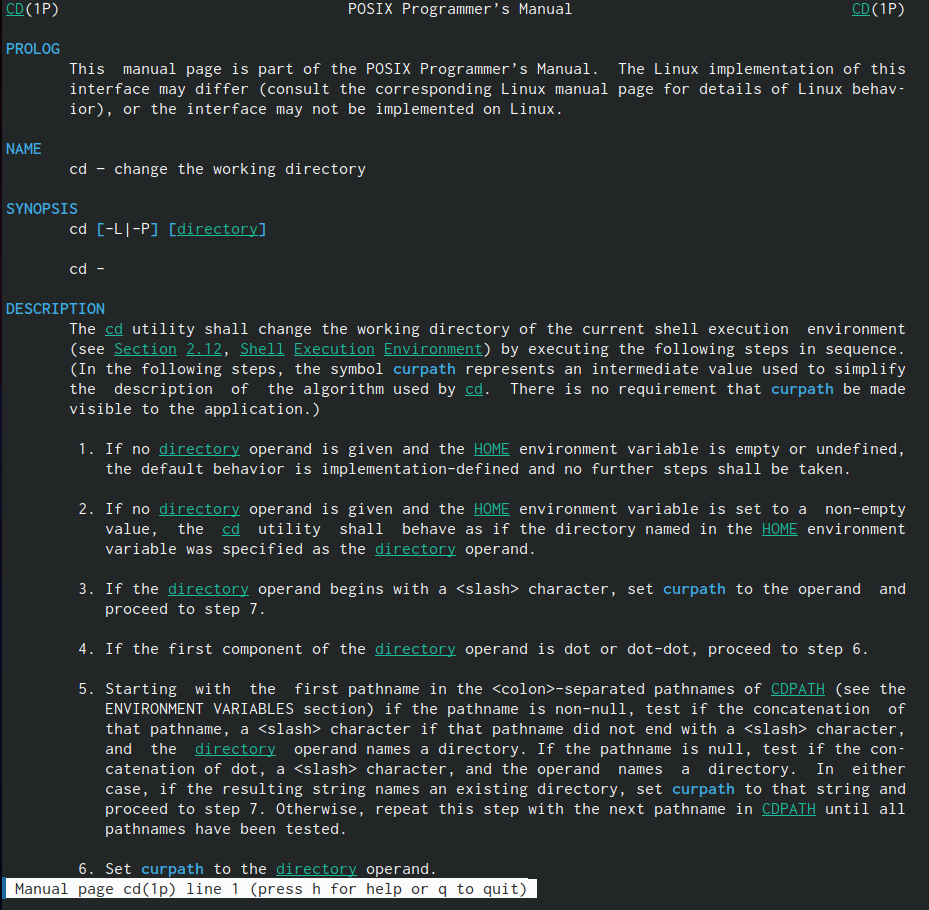 CD(1P) POSIX Programmer’s Manual CD(1P)
PROLOG
This manual page is part of the POSIX Programmer’s Manual. The Linux implementation of this
interface may differ (consult the corresponding Linux manual page for details of Linux behav‐
ior), or the interface may not be implemented on Linux.
NAME
cd — change the working directory
SYNOPSIS
cd [-L|-P] [directory]
cd -
DESCRIPTION
The cd utility shall change the working directory of the current shell execution environment
(see Section 2.12, Shell Execution Environment) by executing the following steps in sequence.
(In the following steps, the symbol curpath represents an intermediate value used to simplify
the description of the algorithm used by cd. There is no requirement that curpath be made
visible to the application.)
1. If no directory operand is given and the HOME environment variable is empty or undefined,
the default behavior is implementation-defined and no further steps shall be taken.
2. If no directory operand is given and the HOME environment variable is set to a non-empty
value, the cd utility shall behave as if the directory named in the HOME environment
variable was specified as the directory operand.
3. If the directory operand begins with a <slash> character, set curpath to the operand and
proceed to step 7.
4. If the first component of the directory operand is dot or dot-dot, proceed to step 6.
5. Starting with the first pathname in the <colon>-separated pathnames of CDPATH (see the
ENVIRONMENT VARIABLES section) if the pathname is non-null, test if the concatenation of
that pathname, a <slash> character if that pathname did not end with a <slash> character,
and the directory operand names a directory. If the pathname is null, test if the con‐
catenation of dot, a <slash> character, and the operand names a directory. In either
case, if the resulting string names an existing directory, set curpath to that string and
proceed to step 7. Otherwise, repeat this step with the next pathname in CDPATH until all
pathnames have been tested.
6. Set curpath to the directory operand.
Manual page cd(1p) line 1 (press h for help or q to quit)